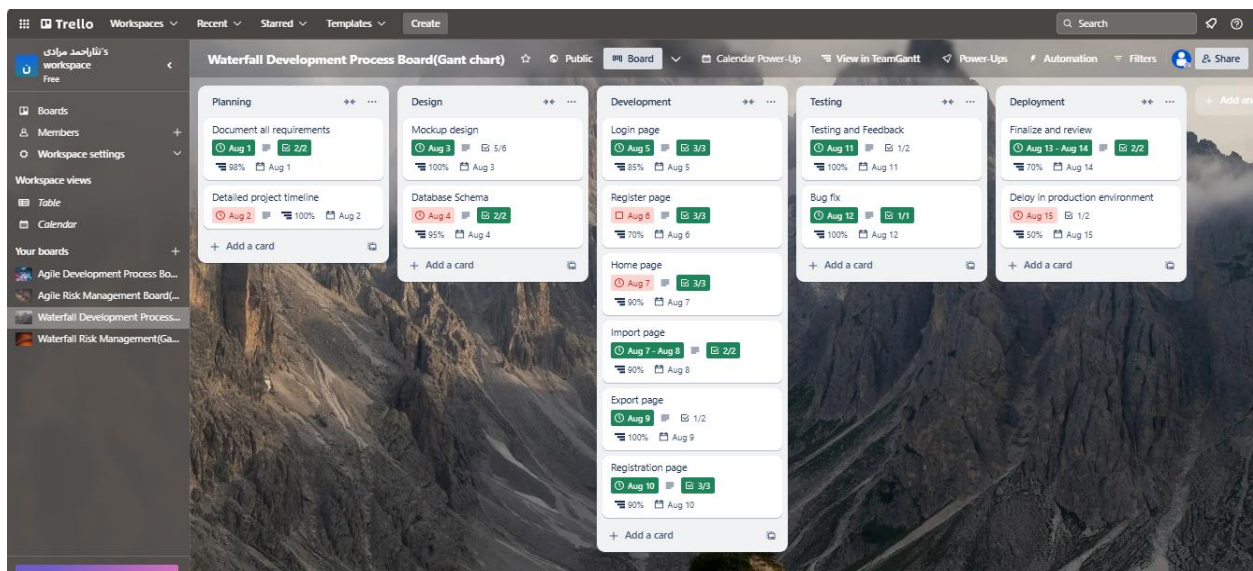 Trello Workspaces Recent Starred Templates Create Search
نثاراحمد مرادی's
workspace
Free
ن
Waterfall Development Process Board(Gant chart) Public Board Calendar Power-Up View in TeamGantt Power-Ups Automation Filters Share
Boards
Members
Workspace settings
Workspace views
Table
Calendar
Your boards
Agile Development Process Bo...
Agile Risk Management Board(...
Waterfall Development Process...
Waterfall Risk Management(Ga...
Planning
Document all requirements
Aug 1 2/2
98% Aug 1
Detailed project timeline
Aug 2 100% Aug 2
+ Add a card
Design
Mockup design
Aug 3 5/6
100% Aug 3
Database Schema
Aug 4 2/2
95% Aug 4
+ Add a card
Development
Login page
Aug 5 3/3
85% Aug 5
Register page
Aug 6 3/3
70% Aug 6
Home page
Aug 7 3/3
90% Aug 7
Import page
Aug 7 - Aug 8 2/2
90% Aug 8
Export page
Aug 9 1/2
100% Aug 9
Registration page
Aug 10 3/3
90% Aug 10
+ Add a card
Testing
Testing and Feedback
Aug 11 1/2
100% Aug 11
Bug fix
Aug 12 1/1
100% Aug 12
+ Add a card
Deployment
Finalize and review
Aug 13 - Aug 14 2/2
70% Aug 14
Deloy in production environment
Aug 15 1/2
50% Aug 15
+ Add a card
+ Add an